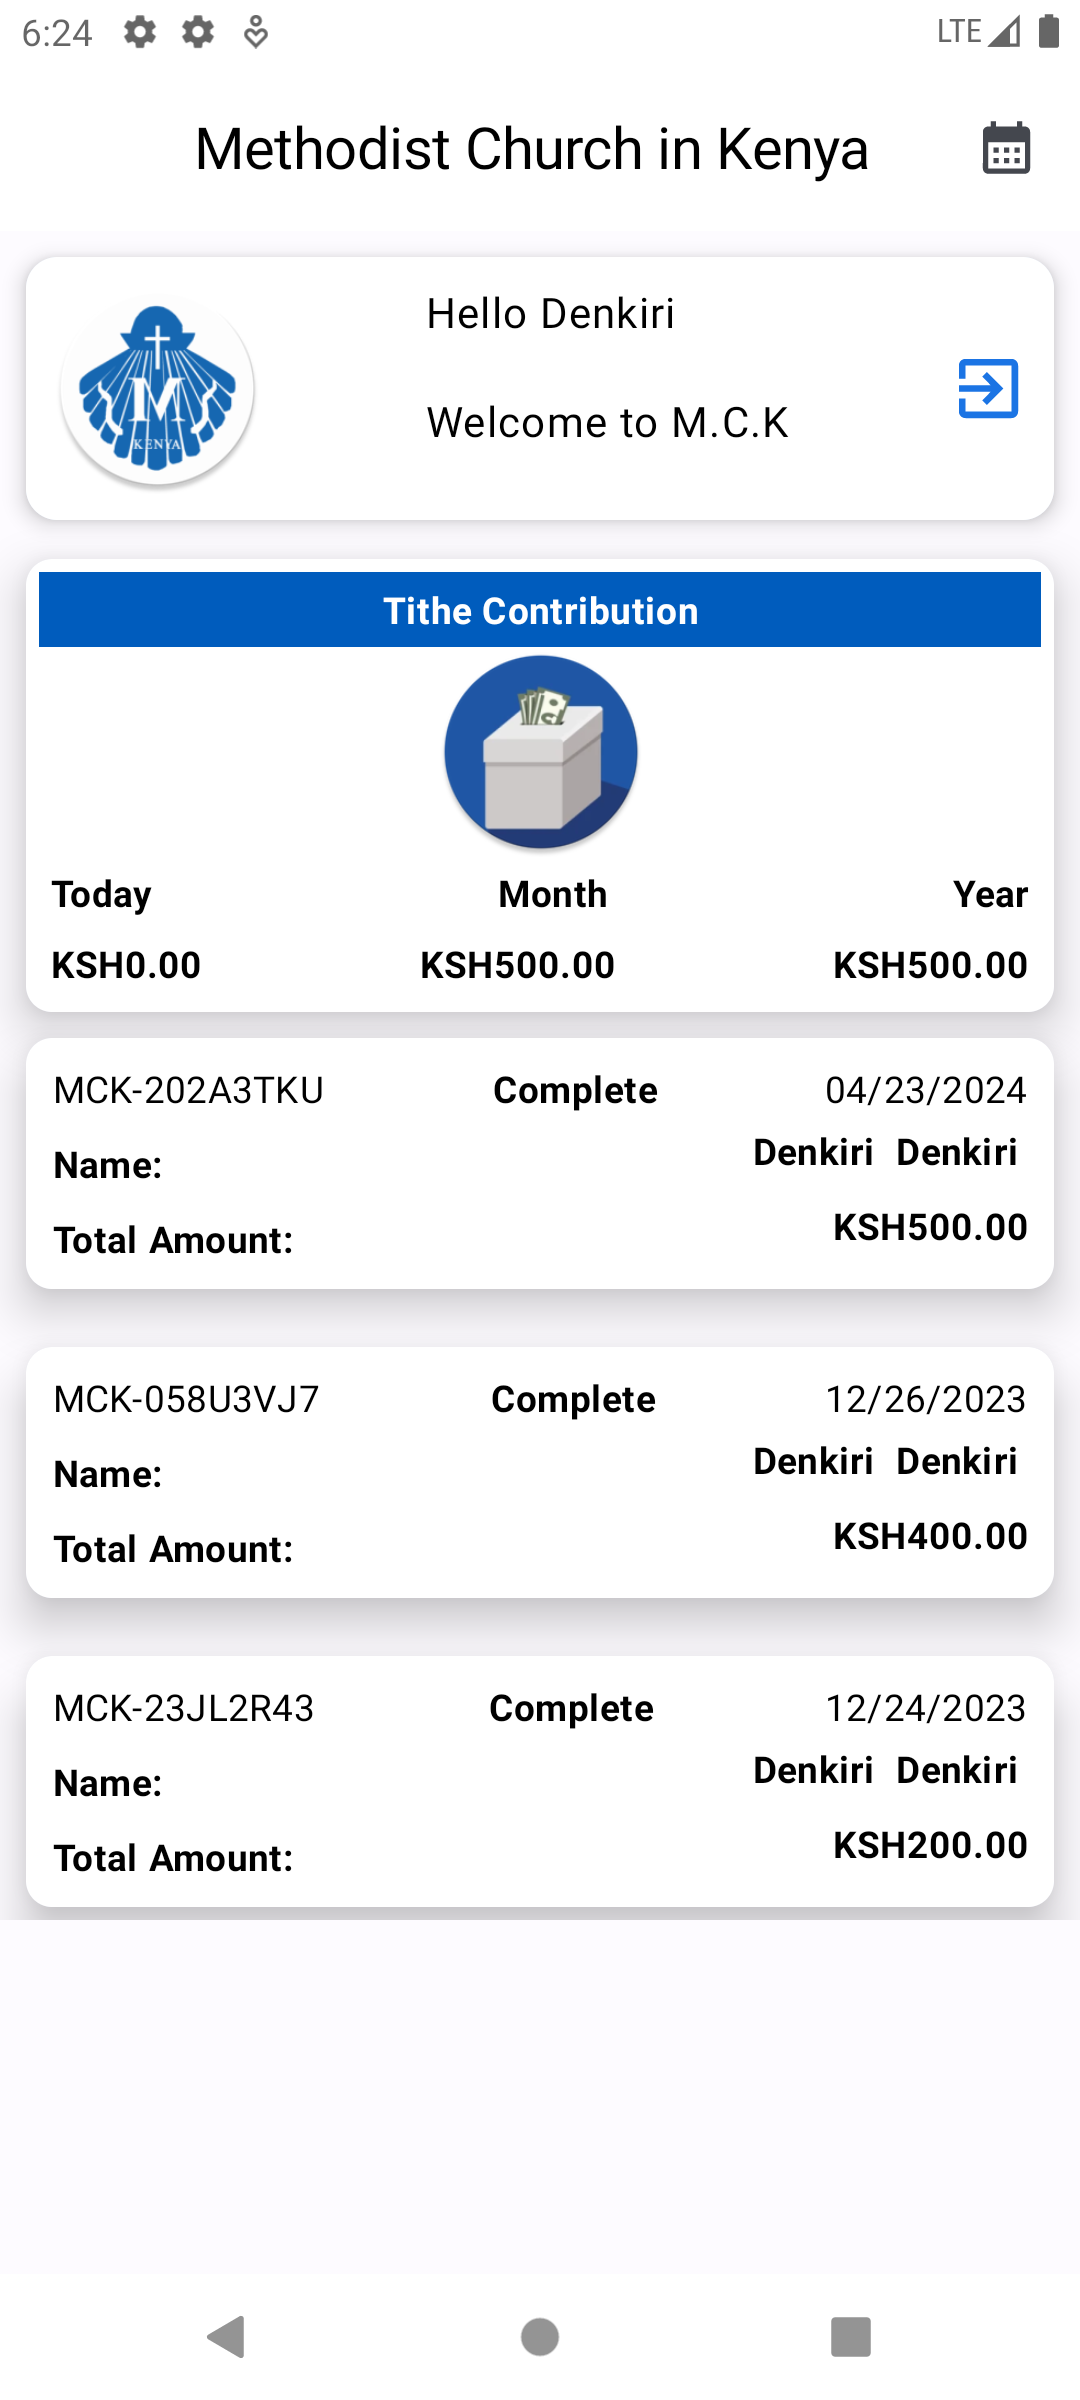 6:24 LTE
Methodist Church in Kenya
Hello Denkiri
Welcome to M.C.K
M
KENYA
Tithe Contribution
Today Month Year
KSH0.00 KSH500.00 KSH500.00
MCK-202A3TKU Complete 04/23/2024
Name: Denkiri Denkiri
Total Amount: KSH500.00
MCK-058U3VJ7 Complete 12/26/2023
Name: Denkiri Denkiri
Total Amount: KSH400.00
MCK-23JL2R43 Complete 12/24/2023
Name: Denkiri Denkiri
Total Amount: KSH200.00